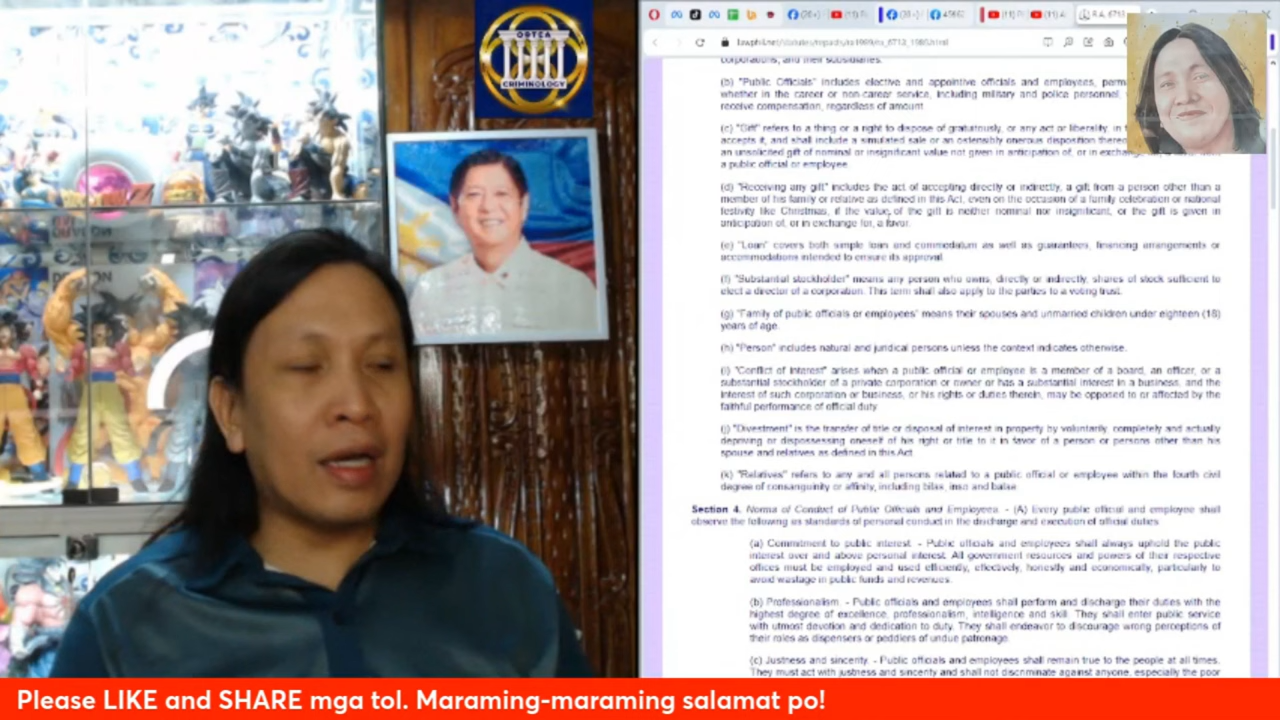 ORTEA
CRIMINOLOGY
corporations, and their subsidiaries.
(b) "Public Officials" includes elective and appointive officials and employees,
whether in the career or non-career service, including military and police personnel,
receive compensation, regardless of amount.
(c) "Gift" refers to a thing or a right to dispose of gratuitously, or any act or liberality, in
accepts it, and shall include a simulated sale or an ostensibly onerous disposition
an unsolicited gift of nominal or insignificant value not given in anticipation of, or in
a public official or employee.
(d) "Receiving any gift" includes the act of accepting directly or indirectly, a gift from a person other than a
member of his family or relative as defined in this Act, even on the occasion of a family celebration or national
festivity like Christmas, if the value of the gift is neither nominal nor insignificant, or the gift is given in
anticipation of, or in exchange for, a favor.
(e) "Loan" covers both simple loan and commodatum as well as guarantees, financing arrangements or
accommodations intended to ensure its approval.
(f) "Substantial stockholder" means any person who owns, directly or indirectly, shares of stock sufficient to
elect a director of a corporation. This term shall also apply to the parties to a voting trust.
(g) "Family of public officials or employees" means their spouses and unmarried children under eighteen (18)
years of age.
(h) "Person" includes natural and juridical persons unless the context indicates otherwise.
(i) "Conflict of interest" arises when a public official or employee is a member of a board, an officer, or a
substantial stockholder of a private corporation or owner or has a substantial interest in a business, and the
interest of such corporation or business, or his rights or duties therein, may be opposed to or affected by the
faithful performance of official duty.
(j) "Divestment" is the transfer of title or disposal of interest in property by voluntarily, completely and actually
depriving or dispossessing oneself of his right or title to it in favor of a person or persons other than his
spouse and relatives as defined in this Act.
(k) "Relatives" refers to any and all persons related to a public official or employee within the fourth civil
degree of consanguinity or affinity, including bilas, inso and balae.
Section 4. Norms of Conduct of Public Officials and Employees. - (A) Every public official and employee shall
observe the following as standards of personal conduct in the discharge and execution of official duties:
(a) Commitment to public interest. - Public officials and employees shall always uphold the public
interest over and above personal interest. All government resources and powers of their respective
offices must be employed and used efficiently, effectively, honestly and economically, particularly to
avoid wastage in public funds and revenues.
(b) Professionalism. - Public officials and employees shall perform and discharge their duties with the
highest degree of excellence, professionalism, intelligence and skill. They shall enter public service
with utmost devotion and dedication to duty. They shall endeavor to discourage wrong perceptions of
their roles as dispensers or peddlers of undue patronage.
(c) Justness and sincerity. - Public officials and employees shall remain true to the people at all times.
They must act with justness and sincerity and shall not discriminate against anyone, especially the poor
Please LIKE and SHARE mga tol. Maraming-maraming salamat po!